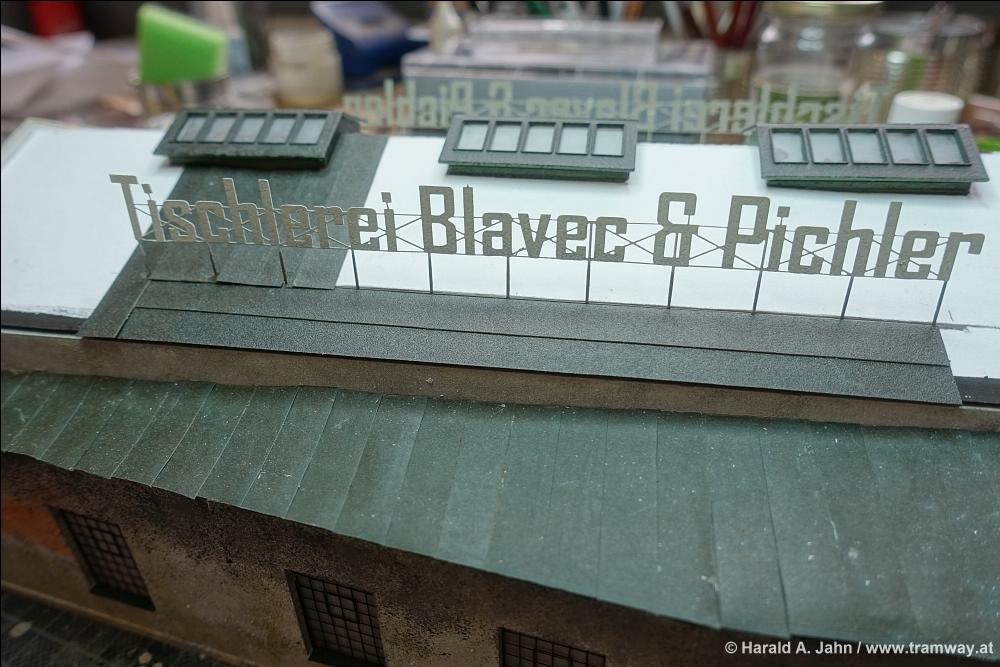 Tischlerei Blavec & Pichler
© Harald A. Jahn / www.tramway.at